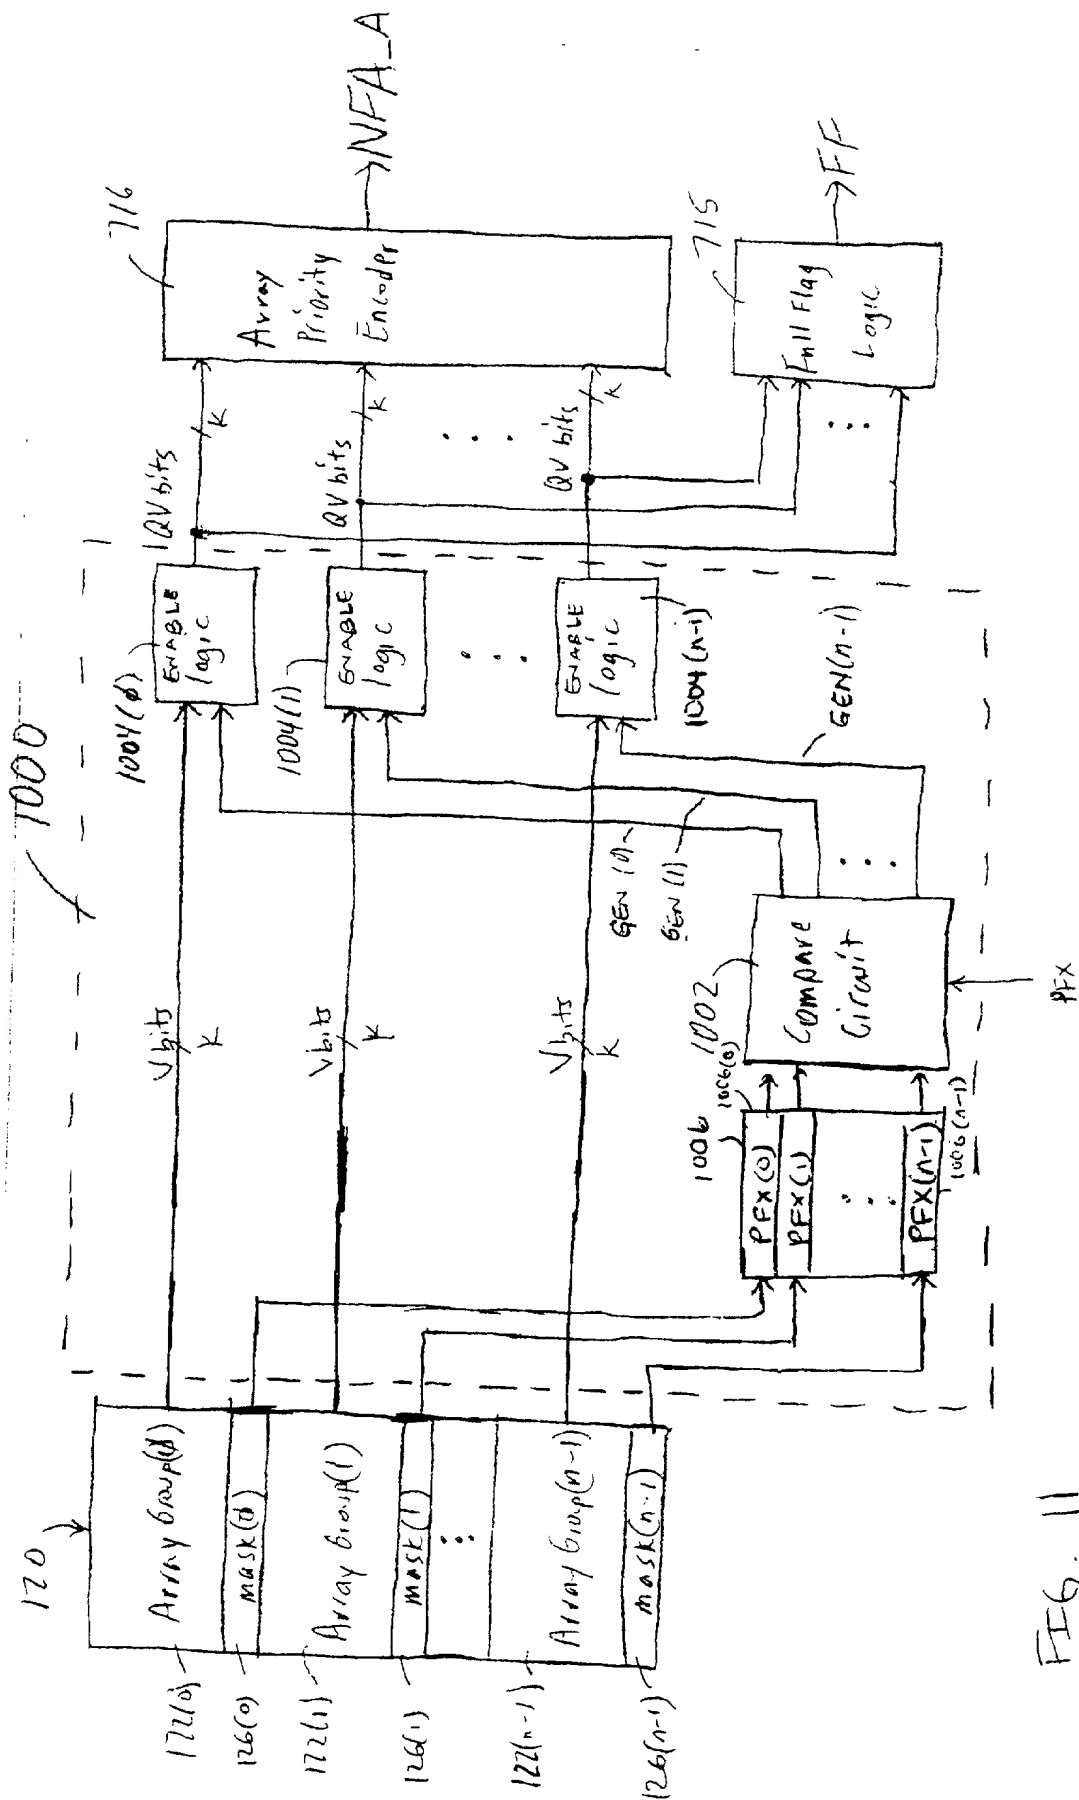 1000
120
122(0)
126(0)
122(1)
126(1)
122(n-1)
126(n-1)
Array Group(0)
mask(0)
Array Group(1)
mask(1)
⋮
Array Group(n-1)
mask(n-1)
Vbits
K
Vbits
K
Vbits
K
1004(0)
ENABLE
logic
1004(1)
ENABLE
logic
...
ENABLE
logic
1004(n-1)
GEN(0)
GEN(1)
GEN(n-1)
...
1006
1006(0)
PFX(0)
PFX(1)
...
PFX(n-1)
1006(n-1)
1002
Compare
Circuit
PFX
QV bits
K
QV bits
K
...
QV bits
K
716
Array
Priority
Encoder
NFA_A
715
Full Flag
Logic
...
FF
FIG. 11